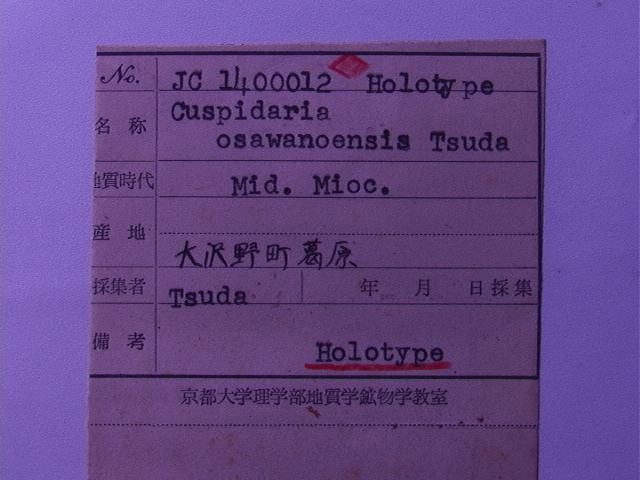 No. JC 1400012 Holotype
名称 Cuspidaria
osawanoensis Tsuda
地質時代 Mid. Mioc.
産地
大沢野町葛原
採集者 Tsuda 年 月 日採集
備考 Holotype
京都大学理学部地質学鉱物学教室